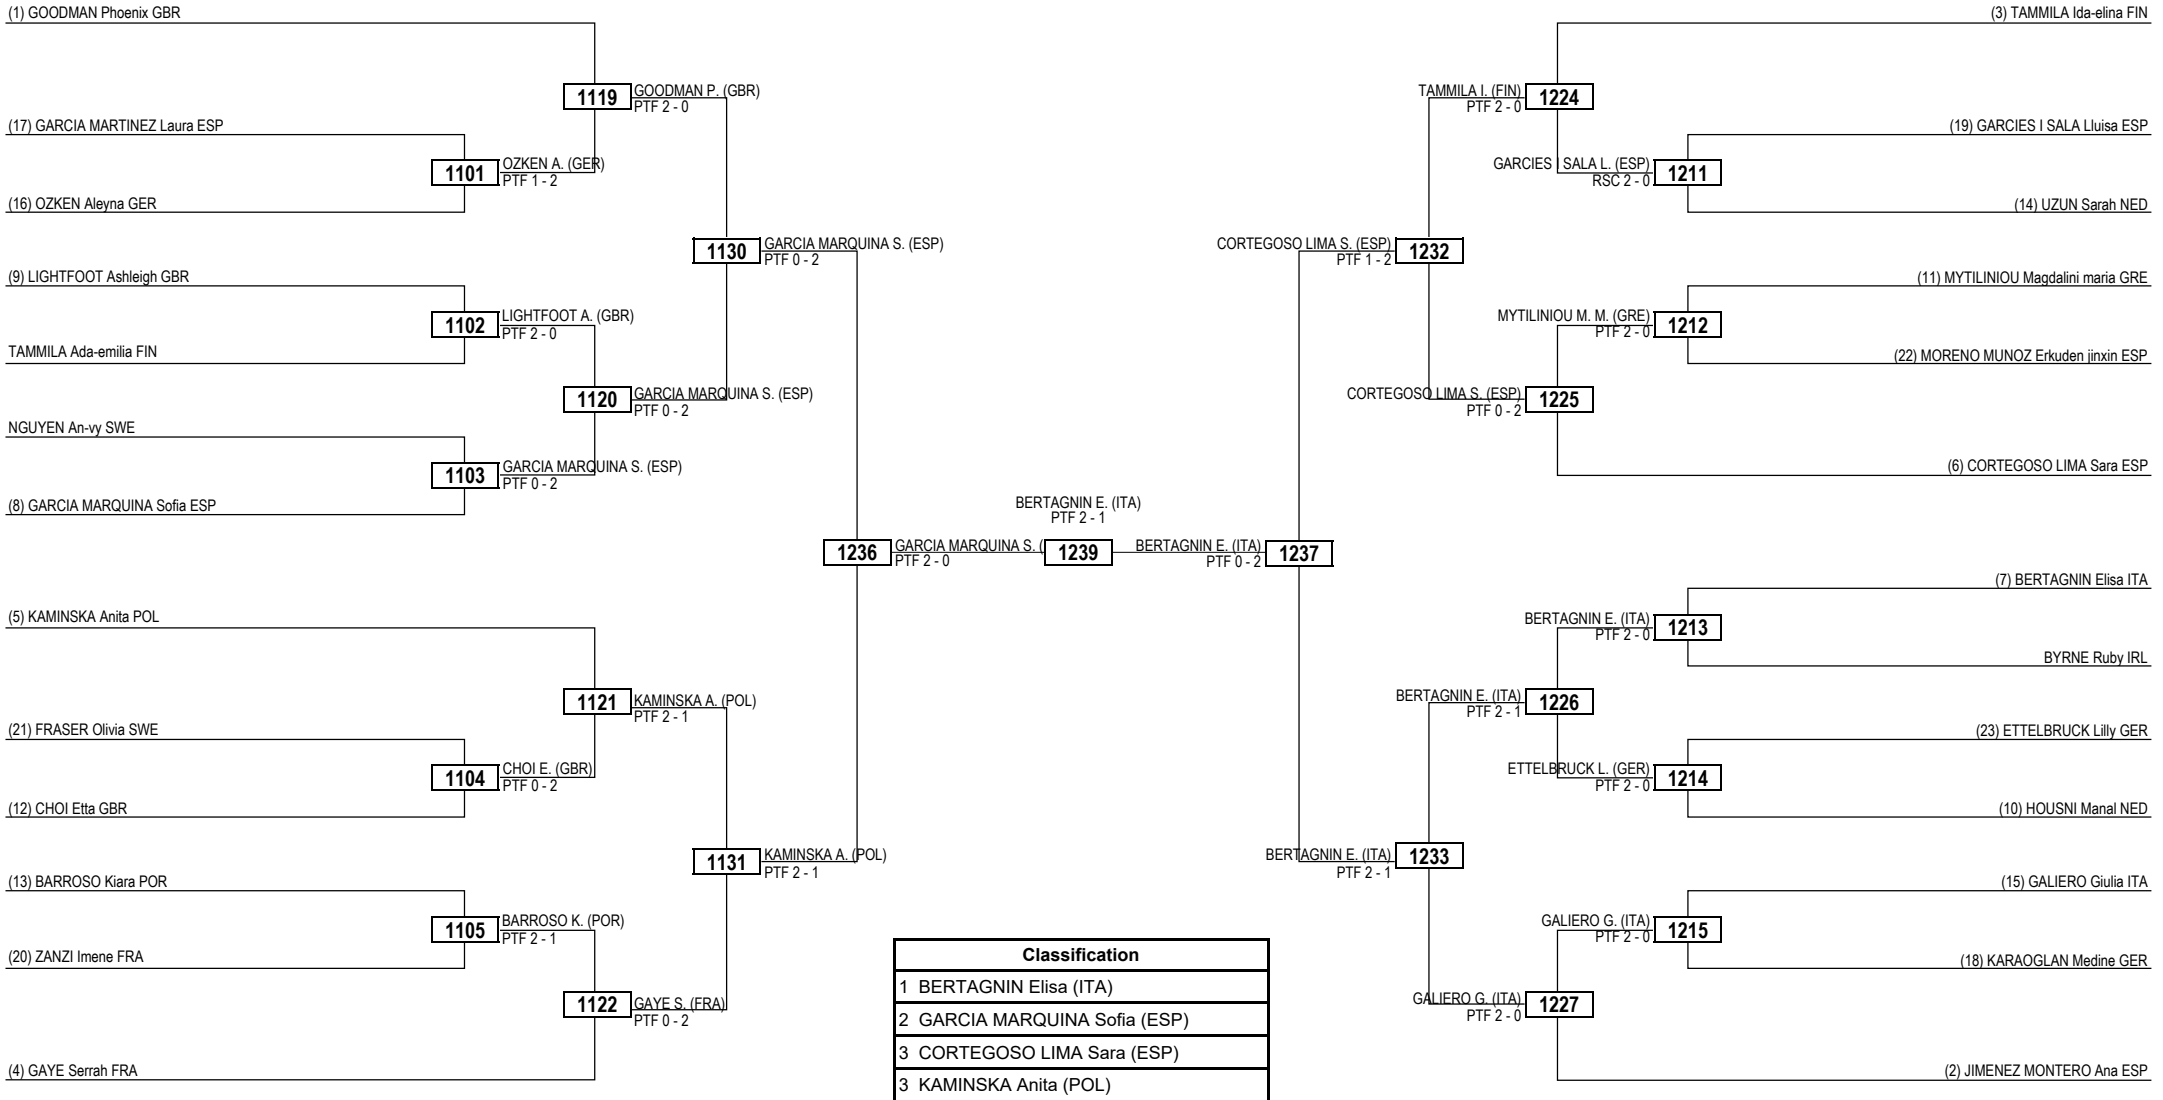 (1) GOODMAN Phoenix GBR
1119
GOODMAN P. (GBR)
PTF 2 - 0
(17) GARCIA MARTINEZ Laura ESP
1101
OZKEN A. (GER)
PTF 1 - 2
(16) OZKEN Aleyna GER
1130
GARCIA MARQUINA S. (ESP)
PTF 0 - 2
(9) LIGHTFOOT Ashleigh GBR
1102
LIGHTFOOT A. (GBR)
PTF 2 - 0
TAMMILA Ada-emilia FIN
1120
GARCIA MARQUINA S. (ESP)
PTF 0 - 2
NGUYEN An-vy SWE
1103
GARCIA MARQUINA S. (ESP)
PTF 0 - 2
(8) GARCIA MARQUINA Sofia ESP
1236
GARCIA MARQUINA S. (
PTF 2 - 0
(5) KAMINSKA Anita POL
1121
KAMINSKA A. (POL)
PTF 2 - 1
(21) FRASER Olivia SWE
1104
CHOI E. (GBR)
PTF 0 - 2
(12) CHOI Etta GBR
1131
KAMINSKA A. (POL)
PTF 2 - 1
(13) BARROSO Kiara POR
1105
BARROSO K. (POR)
PTF 2 - 1
(20) ZANZI Imene FRA
1122
GAYE S. (FRA)
PTF 0 - 2
(4) GAYE Serrah FRA
BERTAGNIN E. (ITA)
PTF 2 - 1
1239
(3) TAMMILA Ida-elina FIN
TAMMILA I. (FIN)
PTF 2 - 0
1224
(19) GARCIES I SALA Lluisa ESP
GARCIES I SALA L. (ESP)
RSC 2 - 0
1211
(14) UZUN Sarah NED
CORTEGOSO LIMA S. (ESP)
PTF 1 - 2
1232
(11) MYTILINIOU Magdalini maria GRE
MYTILINIOU M. M. (GRE)
PTF 2 - 0
1212
(22) MORENO MUNOZ Erkuden jinxin ESP
CORTEGOSO LIMA S. (ESP)
PTF 0 - 2
1225
(6) CORTEGOSO LIMA Sara ESP
BERTAGNIN E. (ITA)
PTF 0 - 2
1237
(7) BERTAGNIN Elisa ITA
BERTAGNIN E. (ITA)
PTF 2 - 0
1213
BYRNE Ruby IRL
BERTAGNIN E. (ITA)
PTF 2 - 1
1226
(23) ETTELBRUCK Lilly GER
ETTELBRUCK L. (GER)
PTF 2 - 0
1214
(10) HOUSNI Manal NED
BERTAGNIN E. (ITA)
PTF 2 - 1
1233
(15) GALIERO Giulia ITA
GALIERO G. (ITA)
PTF 2 - 0
1215
(18) KARAOGLAN Medine GER
GALIERO G. (ITA)
PTF 2 - 0
1227
(2) JIMENEZ MONTERO Ana ESP
Classification
1 BERTAGNIN Elisa (ITA)
2 GARCIA MARQUINA Sofia (ESP)
3 CORTEGOSO LIMA Sara (ESP)
3 KAMINSKA Anita (POL)